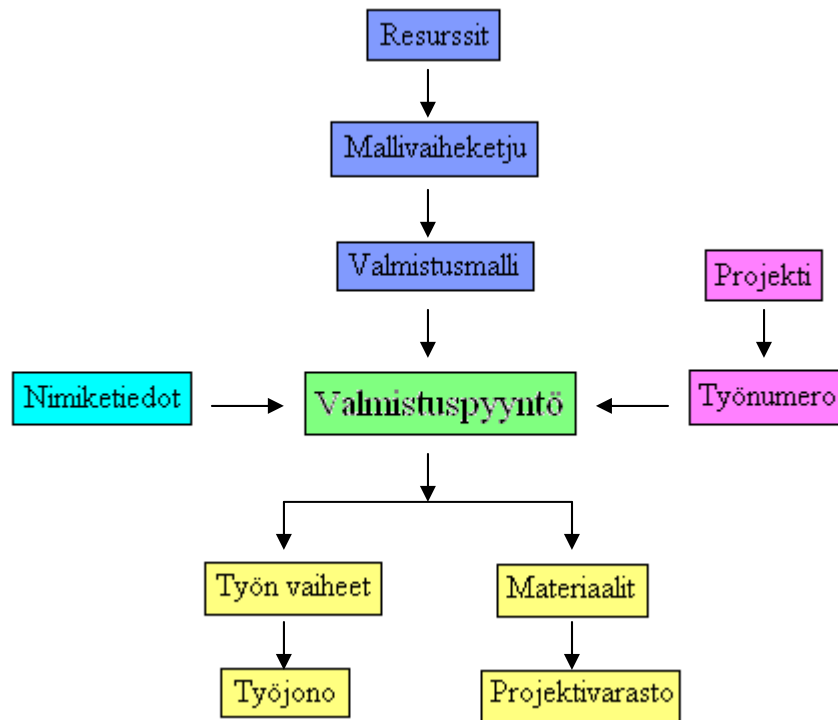 Resurssit
Mallivaiheketju
Valmistusmalli
Projekti
Nimiketiedot
Valmistuspyyntö
Työnumero
Työn vaiheet
Materiaalit
Työjono
Projektivarasto